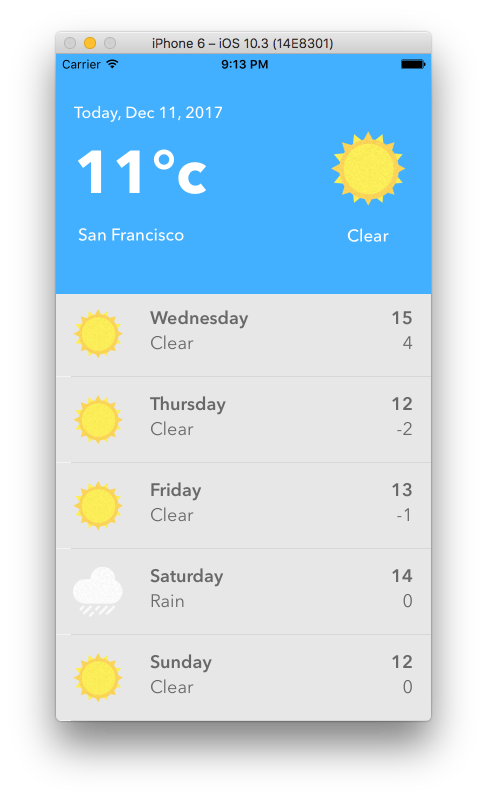 iPhone 6 – iOS 10.3 (14E8301)
Carrier 9:13 PM
Today, Dec 11, 2017
11°c
San Francisco Clear
Wednesday 15
Clear 4
Thursday 12
Clear -2
Friday 13
Clear -1
Saturday 14
Rain 0
Sunday 12
Clear 0